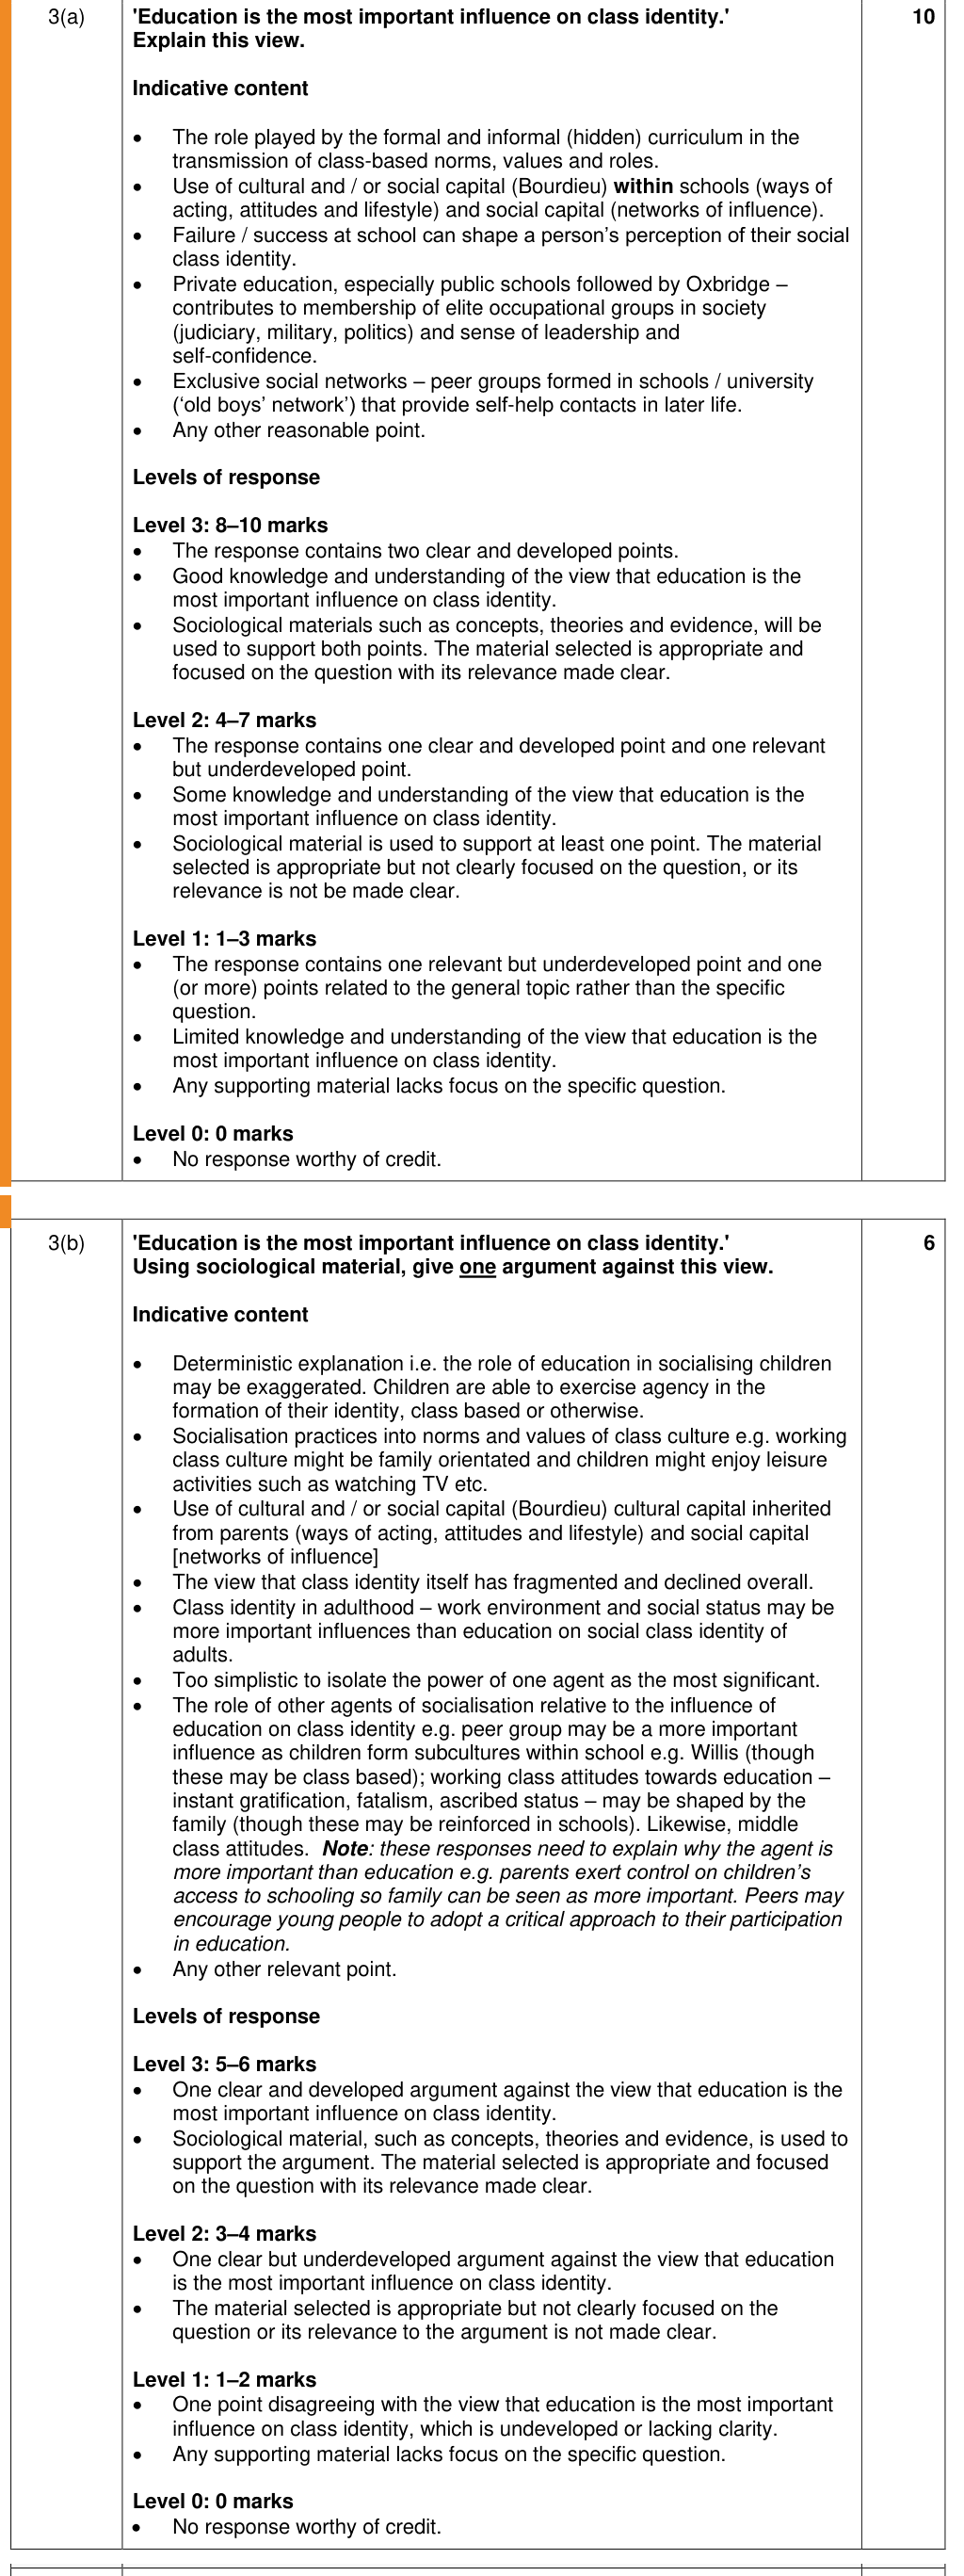 3(a)
'Education is the most important influence on class identity.'
10
Explain this view.
Indicative content
• The role played by the formal and informal (hidden) curriculum in the
transmission of class-based norms, values and roles.
• Use of cultural and / or social capital (Bourdieu) within schools (ways of
acting, attitudes and lifestyle) and social capital (networks of influence).
• Failure / success at school can shape a person’s perception of their social
class identity.
• Private education, especially public schools followed by Oxbridge –
contributes to membership of elite occupational groups in society
(judiciary, military, politics) and sense of leadership and
self-confidence.
• Exclusive social networks – peer groups formed in schools / university
(‘old boys’ network’) that provide self-help contacts in later life.
• Any other reasonable point.
Levels of response
Level 3: 8–10 marks
• The response contains two clear and developed points.
• Good knowledge and understanding of the view that education is the
most important influence on class identity.
• Sociological materials such as concepts, theories and evidence, will be
used to support both points. The material selected is appropriate and
focused on the question with its relevance made clear.
Level 2: 4–7 marks
• The response contains one clear and developed point and one relevant
but underdeveloped point.
• Some knowledge and understanding of the view that education is the
most important influence on class identity.
• Sociological material is used to support at least one point. The material
selected is appropriate but not clearly focused on the question, or its
relevance is not be made clear.
Level 1: 1–3 marks
• The response contains one relevant but underdeveloped point and one
(or more) points related to the general topic rather than the specific
question.
• Limited knowledge and understanding of the view that education is the
most important influence on class identity.
• Any supporting material lacks focus on the specific question.
Level 0: 0 marks
• No response worthy of credit.
3(b)
'Education is the most important influence on class identity.'
6
Using sociological material, give one argument against this view.
Indicative content
• Deterministic explanation i.e. the role of education in socialising children
may be exaggerated. Children are able to exercise agency in the
formation of their identity, class based or otherwise.
• Socialisation practices into norms and values of class culture e.g. working
class culture might be family orientated and children might enjoy leisure
activities such as watching TV etc.
• Use of cultural and / or social capital (Bourdieu) cultural capital inherited
from parents (ways of acting, attitudes and lifestyle) and social capital
[networks of influence]
• The view that class identity itself has fragmented and declined overall.
• Class identity in adulthood – work environment and social status may be
more important influences than education on social class identity of
adults.
• Too simplistic to isolate the power of one agent as the most significant.
• The role of other agents of socialisation relative to the influence of
education on class identity e.g. peer group may be a more important
influence as children form subcultures within school e.g. Willis (though
these may be class based); working class attitudes towards education –
instant gratification, fatalism, ascribed status – may be shaped by the
family (though these may be reinforced in schools). Likewise, middle
class attitudes. Note: these responses need to explain why the agent is
more important than education e.g. parents exert control on children’s
access to schooling so family can be seen as more important. Peers may
encourage young people to adopt a critical approach to their participation
in education.
• Any other relevant point.
Levels of response
Level 3: 5–6 marks
• One clear and developed argument against the view that education is the
most important influence on class identity.
• Sociological material, such as concepts, theories and evidence, is used to
support the argument. The material selected is appropriate and focused
on the question with its relevance made clear.
Level 2: 3–4 marks
• One clear but underdeveloped argument against the view that education
is the most important influence on class identity.
• The material selected is appropriate but not clearly focused on the
question or its relevance to the argument is not made clear.
Level 1: 1–2 marks
• One point disagreeing with the view that education is the most important
influence on class identity, which is undeveloped or lacking clarity.
• Any supporting material lacks focus on the specific question.
Level 0: 0 marks
• No response worthy of credit.